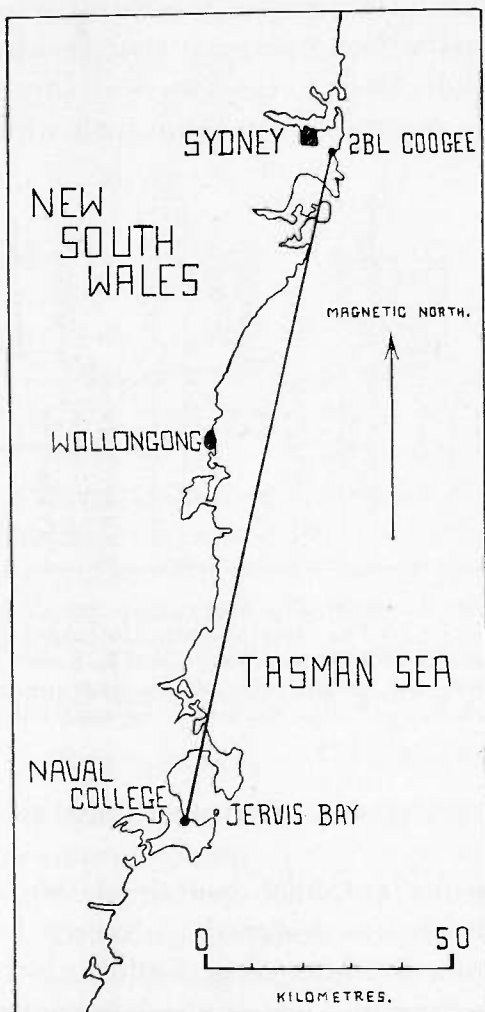 SYDNEY
2BL COOGEE
NEW
SOUTH
WALES
MAGNETIC NORTH.
WOLLONGONG
TASMAN SEA
NAVAL
COLLEGE
JERVIS BAY
0 50
KILOMETRES.